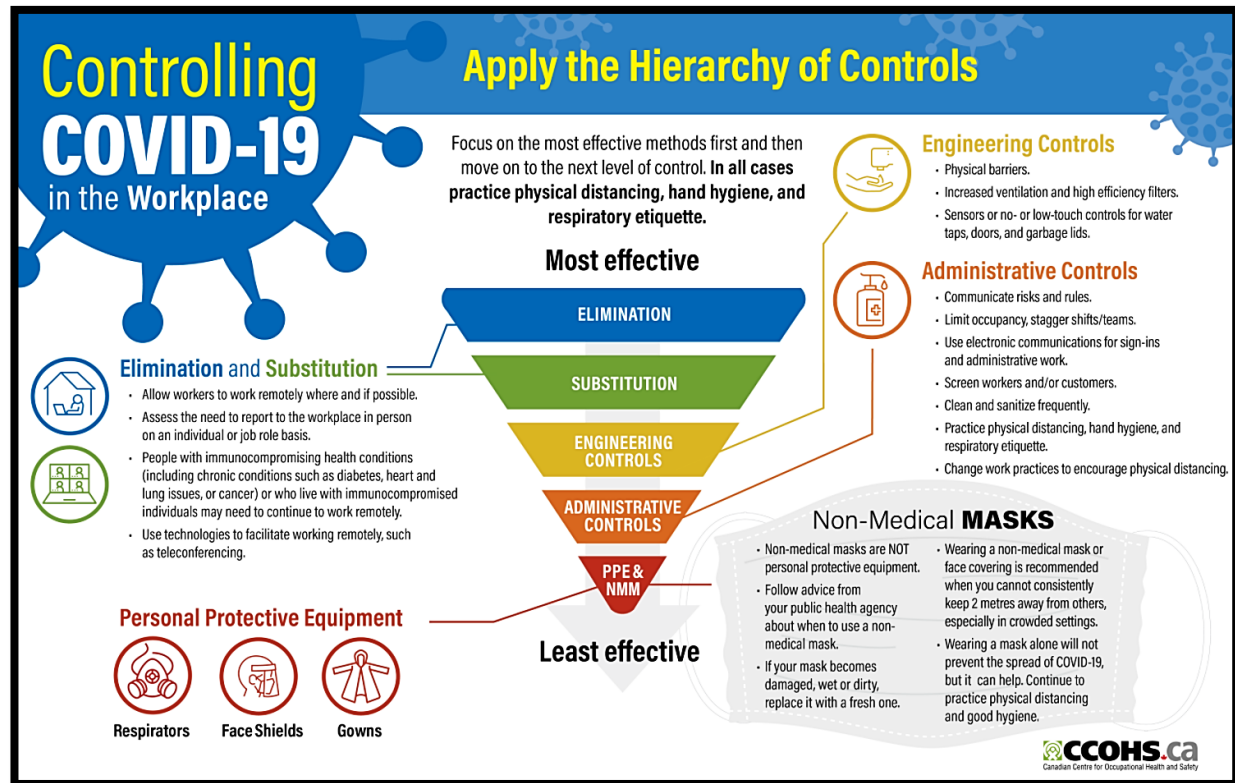 Controlling
COVID-19
in the Workplace
Apply the Hierarchy of Controls
Focus on the most effective methods first and then
move on to the next level of control. In all cases
practice physical distancing, hand hygiene, and
respiratory etiquette.
Most effective
ELIMINATION
SUBSTITUTION
ENGINEERING
CONTROLS
ADMINISTRATIVE
CONTROLS
PPE &
NMM
Least effective
Elimination and Substitution
• Allow workers to work remotely where and if possible.
• Assess the need to report to the workplace in person
on an individual or job role basis.
• People with immunocompromising health conditions
(including chronic conditions such as diabetes, heart and
lung issues, or cancer) or who live with immunocompromised
individuals may need to continue to work remotely.
• Use technologies to facilitate working remotely, such
as teleconferencing.
Personal Protective Equipment
Respirators
Face Shields
Gowns
Engineering Controls
• Physical barriers.
• Increased ventilation and high efficiency filters.
• Sensors or no- or low-touch controls for water
taps, doors, and garbage lids.
Administrative Controls
• Communicate risks and rules.
• Limit occupancy, stagger shifts/teams.
• Use electronic communications for sign-ins
and administrative work.
• Screen workers and/or customers.
• Clean and sanitize frequently.
• Practice physical distancing, hand hygiene, and
respiratory etiquette.
• Change work practices to encourage physical distancing.
Non-Medical MASKS
• Non-medical masks are NOT
personal protective equipment.
• Follow advice from
your public health agency
about when to use a non-
medical mask.
• If your mask becomes
damaged, wet or dirty,
replace it with a fresh one.
• Wearing a non-medical mask or
face covering is recommended
when you cannot consistently
keep 2 metres away from others,
especially in crowded settings.
• Wearing a mask alone will not
prevent the spread of COVID-19,
but it can help. Continue to
practice physical distancing
and good hygiene.
CCOHS.ca
Canadian Centre for Occupational Health and Safety